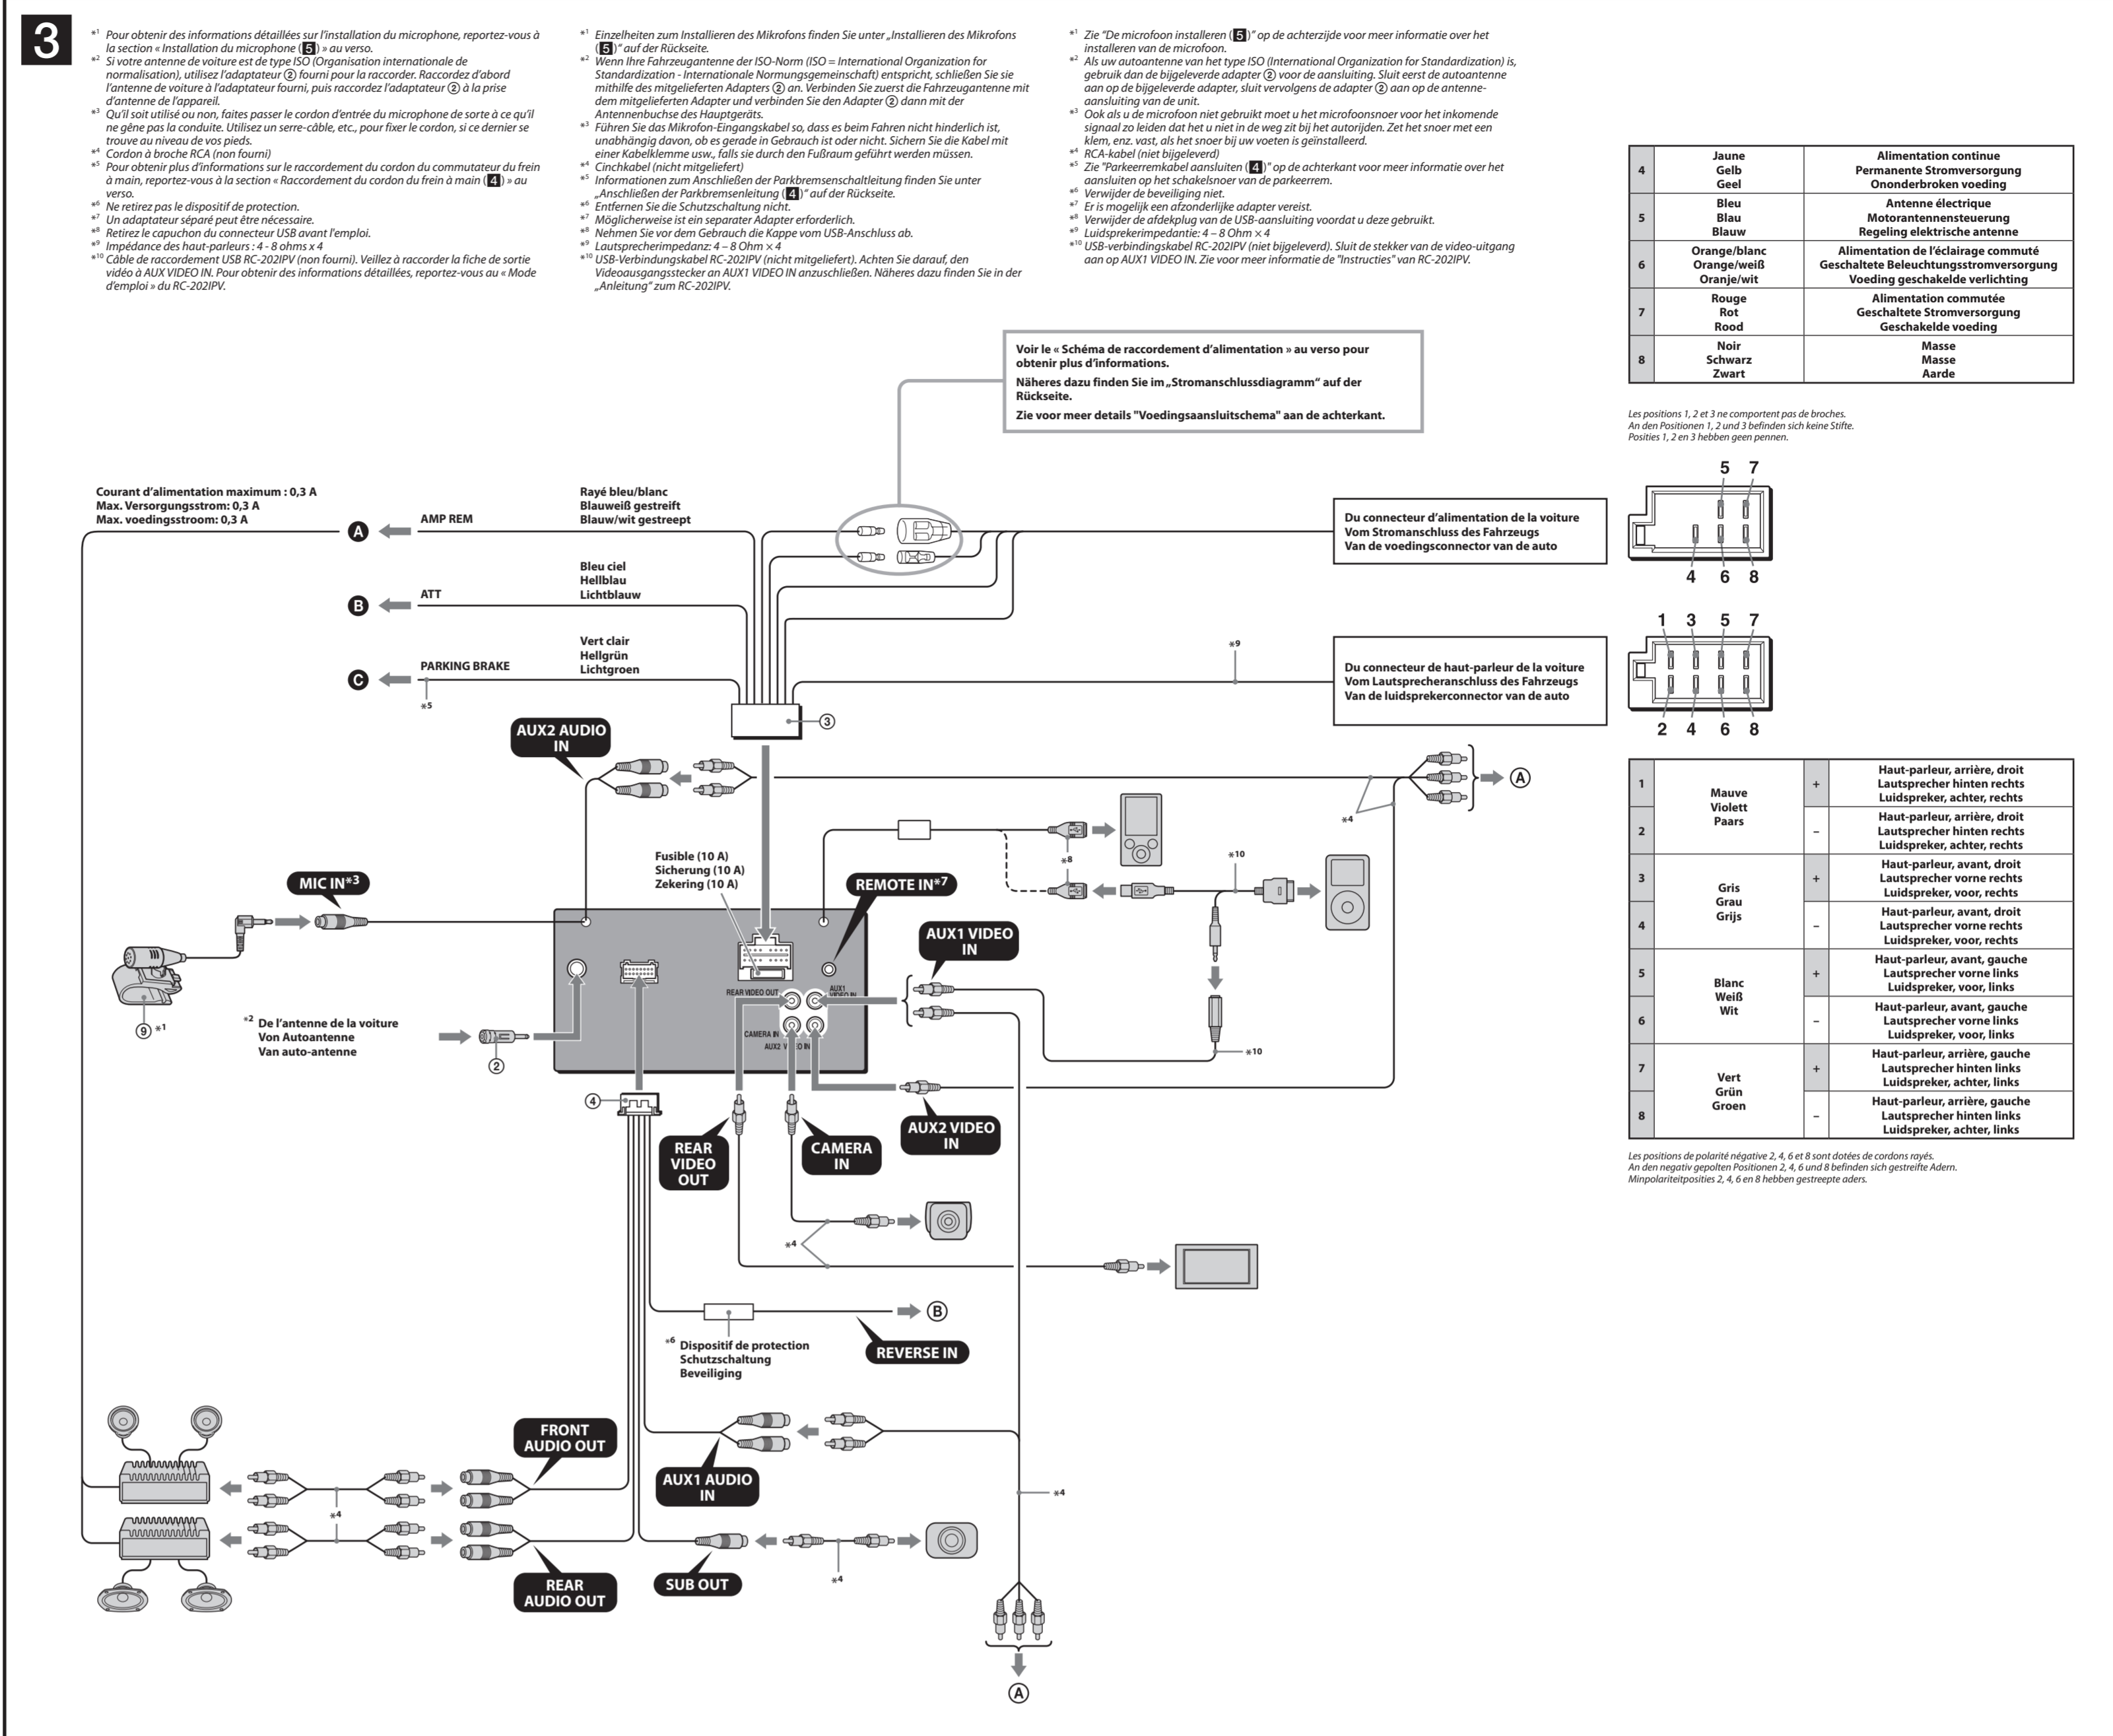 3
*1 Pour obtenir des informations détaillées sur l'installation du microphone, reportez-vous à
la section « Installation du microphone (5) » au verso.
*2 Si votre antenne de voiture est de type ISO (Organisation internationale de
normalisation), utilisez l'adaptateur ② fourni pour la raccorder. Raccordez d'abord
l'antenne de voiture à l'adaptateur fourni, puis raccordez l'adaptateur ② à la prise
d'antenne de l'appareil.
*3 Qu'il soit utilisé ou non, faites passer le cordon d'entrée du microphone de sorte à ce qu'il
ne gêne pas la conduite. Utilisez un serre-câble, etc., pour fixer le cordon, si ce dernier se
trouve au niveau de vos pieds.
*4 Cordon à broche RCA (non fourni)
*5 Pour obtenir plus d'informations sur le raccordement du cordon du commutateur du frein
à main, reportez-vous à la section « Raccordement du cordon du frein à main (4) » au
verso.
*6 Ne retirez pas le dispositif de protection.
*7 Un adaptateur séparé peut être nécessaire.
*8 Retirez le capuchon du connecteur USB avant l'emploi.
*9 Impédance des haut-parleurs : 4 - 8 ohms x 4
*10 Câble de raccordement USB RC-202IPV (non fourni). Veillez à raccorder la fiche de sortie
vidéo à AUX VIDEO IN. Pour obtenir des informations détaillées, reportez-vous au « Mode
d'emploi » du RC-202IPV.
*1 Einzelheiten zum Installieren des Mikrofons finden Sie unter „Installieren des Mikrofons
(5)“ auf der Rückseite.
*2 Wenn Ihre Fahrzeugantenne der ISO-Norm (ISO = International Organization for
Standardization - Internationale Normungsgemeinschaft) entspricht, schließen Sie sie
mithilfe des mitgelieferten Adapters ② an. Verbinden Sie zuerst die Fahrzeugantenne mit
dem mitgelieferten Adapter und verbinden Sie den Adapter ② dann mit der
Antennenbuchse des Hauptgeräts.
*3 Führen Sie das Mikrofon-Eingangskabel so, dass es beim Fahren nicht hinderlich ist,
unabhängig davon, ob es gerade in Gebrauch ist oder nicht. Sichern Sie die Kabel mit
einer Kabelklemme usw., falls sie durch den Fußraum geführt werden müssen.
*4 Cinchkabel (nicht mitgeliefert)
*5 Informationen zum Anschließen der Parkbremsenschaltleitung finden Sie unter
„Anschließen der Parkbremsenleitung (4)“ auf der Rückseite.
*6 Entfernen Sie die Schutzschaltung nicht.
*7 Möglicherweise ist ein separater Adapter erforderlich.
*8 Nehmen Sie vor dem Gebrauch die Kappe vom USB-Anschluss ab.
*9 Lautsprecherimpedanz: 4 – 8 Ohm × 4
*10 USB-Verbindungskabel RC-202IPV (nicht mitgeliefert). Achten Sie darauf, den
Videoausgangsstecker an AUX1 VIDEO IN anzuschließen. Näheres dazu finden Sie in der
„Anleitung“ zum RC-202IPV.
*1 Zie "De microfoon installeren (5)" op de achterzijde voor meer informatie over het
installeren van de microfoon.
*2 Als uw autoantenne van het type ISO (International Organization for Standardization) is,
gebruik dan de bijgeleverde adapter ② voor de aansluiting. Sluit eerst de autoantenne
aan op de bijgeleverde adapter, sluit vervolgens de adapter ② aan op de antenne-
aansluiting van de unit.
*3 Ook als u de microfoon niet gebruikt moet u het microfoonsnoer voor het inkomende
signaal zo leiden dat het u niet in de weg zit bij het autorijden. Zet het snoer met een
klem, enz. vast, als het snoer bij uw voeten is geïnstalleerd.
*4 RCA-kabel (niet bijgeleverd)
*5 Zie "Parkeerremkabel aansluiten (4)" op de achterkant voor meer informatie over het
aansluiten op het schakelsnoer van de parkeerrem.
*6 Verwijder de beveiliging niet.
*7 Er is mogelijk een afzonderlijke adapter vereist.
*8 Verwijder de afdekplug van de USB-aansluiting voordat u deze gebruikt.
*9 Luidsprekerimpedantie: 4 – 8 Ohm × 4
*10 USB-verbindingskabel RC-202IPV (niet bijgeleverd). Sluit de stekker van de video-uitgang
aan op AUX1 VIDEO IN. Zie voor meer informatie de "Instructies" van RC-202IPV.
4
Jaune
Gelb
Geel
Alimentation continue
Permanente Stromversorgung
Ononderbroken voeding
5
Bleu
Blau
Blauw
Antenne électrique
Motorantennensteuerung
Regeling elektrische antenne
6
Orange/blanc
Orange/weiß
Oranje/wit
Alimentation de l'éclairage commuté
Geschaltete Beleuchtungsstromversorgung
Voeding geschakelde verlichting
7
Rouge
Rot
Rood
Alimentation commutée
Geschaltete Stromversorgung
Geschakelde voeding
8
Noir
Schwarz
Zwart
Masse
Masse
Aarde
Les positions 1, 2 et 3 ne comportent pas de broches.
An den Positionen 1, 2 und 3 befinden sich keine Stifte.
Posities 1, 2 en 3 hebben geen pennen.
Voir le « Schéma de raccordement d'alimentation » au verso pour
obtenir plus d'informations.
Näheres dazu finden Sie im „Stromanschlussdiagramm“ auf der
Rückseite.
Zie voor meer details "Voedingsaansluitschema" aan de achterkant.
5 7
4 6 8
Courant d'alimentation maximum : 0,3 A
Max. Versorgungsstrom: 0,3 A
Max. voedingsstroom: 0,3 A
A
AMP REM
Rayé bleu/blanc
Blauweiß gestreift
Blauw/wit gestreept
Du connecteur d'alimentation de la voiture
Vom Stromanschluss des Fahrzeugs
Van de voedingsconnector van de auto
B
ATT
Bleu ciel
Hellblau
Lichtblauw
C
PARKING BRAKE
*5
Vert clair
Hellgrün
Lichtgroen
*9
Du connecteur de haut-parleur de la voiture
Vom Lautsprecheranschluss des Fahrzeugs
Van de luidsprekerconnector van de auto
1 3 5 7
2 4 6 8
③
AUX2 AUDIO
IN
*4
Ⓐ
*8
*10
Fusible (10 A)
Sicherung (10 A)
Zekering (10 A)
MIC IN*3
REMOTE IN*7
AUX1 VIDEO
IN
REAR VIDEO OUT
AUX1
VIDEO IN
CAMERA IN
AUX2 VIDEO IN
⑨ *1
*2 De l'antenne de la voiture
Von Autoantenne
Van auto-antenne
②
*10
④
REAR
VIDEO
OUT
CAMERA
IN
AUX2 VIDEO
IN
*4
Ⓑ
*6 Dispositif de protection
Schutzschaltung
Beveiliging
REVERSE IN
FRONT
AUDIO OUT
AUX1 AUDIO
IN
*4
*4
REAR
AUDIO OUT
SUB OUT
*4
Ⓐ
1
Mauve
Violett
Paars
+
Haut-parleur, arrière, droit
Lautsprecher hinten rechts
Luidspreker, achter, rechts
2
–
Haut-parleur, arrière, droit
Lautsprecher hinten rechts
Luidspreker, achter, rechts
3
Gris
Grau
Grijs
+
Haut-parleur, avant, droit
Lautsprecher vorne rechts
Luidspreker, voor, rechts
4
–
Haut-parleur, avant, droit
Lautsprecher vorne rechts
Luidspreker, voor, rechts
5
Blanc
Weiß
Wit
+
Haut-parleur, avant, gauche
Lautsprecher vorne links
Luidspreker, voor, links
6
–
Haut-parleur, avant, gauche
Lautsprecher vorne links
Luidspreker, voor, links
7
Vert
Grün
Groen
+
Haut-parleur, arrière, gauche
Lautsprecher hinten links
Luidspreker, achter, links
8
–
Haut-parleur, arrière, gauche
Lautsprecher hinten links
Luidspreker, achter, links
Les positions de polarité négative 2, 4, 6 et 8 sont dotées de cordons rayés.
An den negativ gepolten Positionen 2, 4, 6 und 8 befinden sich gestreifte Adern.
Minpolariteitposities 2, 4, 6 en 8 hebben gestreepte aders.